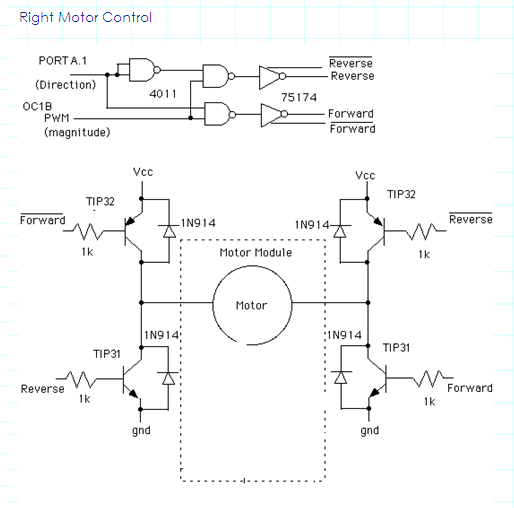 Right Motor Control
PORT A.1
(Direction)
OC1B
PWM
(magnitude)
4011
75174
Reverse
Reverse
Forward
Forward
Vcc
Vcc
TIP32
TIP32
Forward
1N914
1N914
Reverse
1k
1k
Motor Module
Motor
1N914
1N914
TIP31
TIP31
Reverse
1k
1k
Forward
gnd
gnd